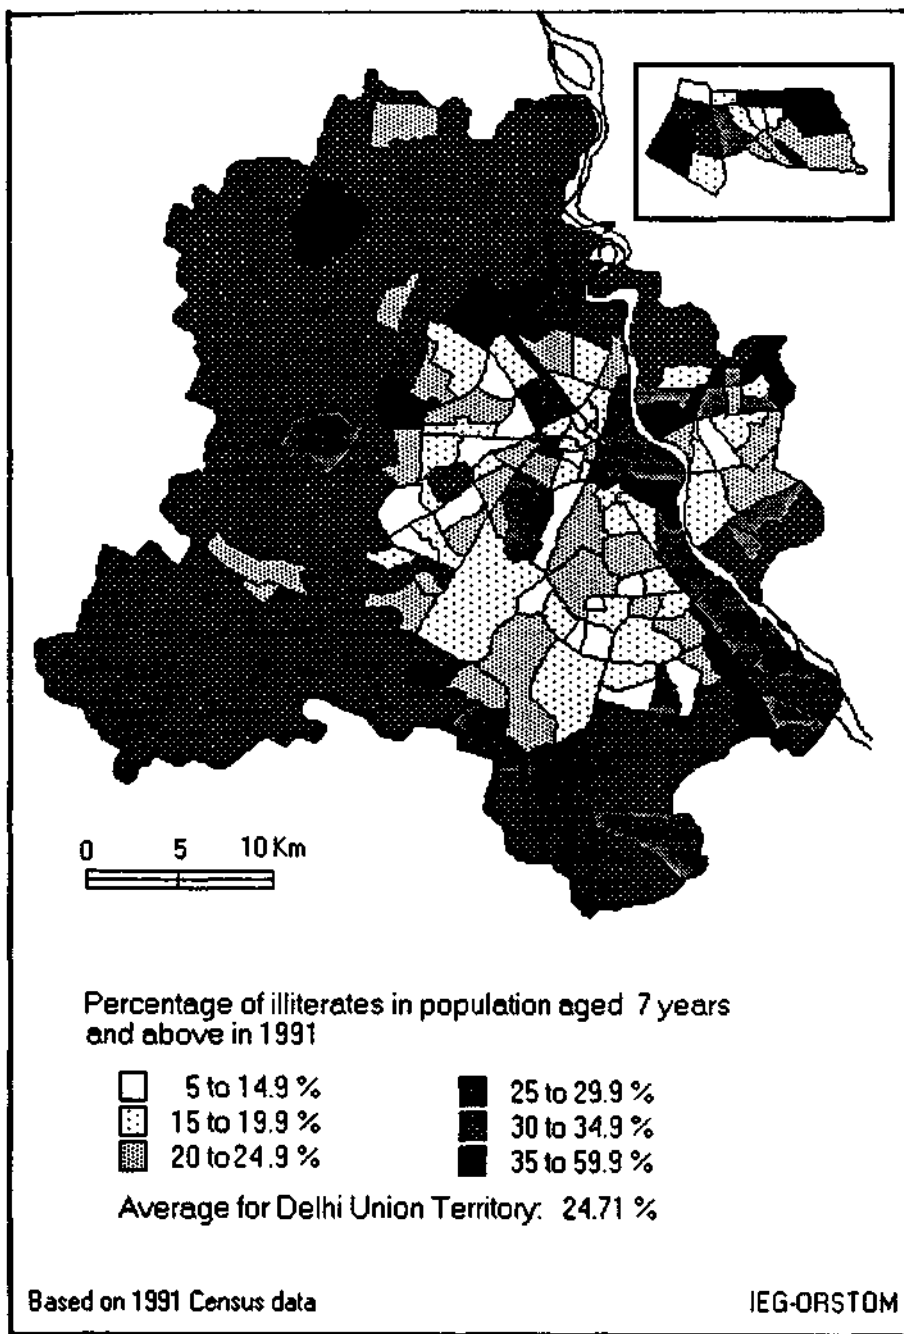 0 5 10 Km
Percentage of illiterates in population aged 7 years
and above in 1991
5 to 14.9 %
15 to 19.9 %
20 to 24.9 %
25 to 29.9 %
30 to 34.9 %
35 to 59.9 %
Average for Delhi Union Territory: 24.71 %
Based on 1991 Census data
IEG-ORSTOM